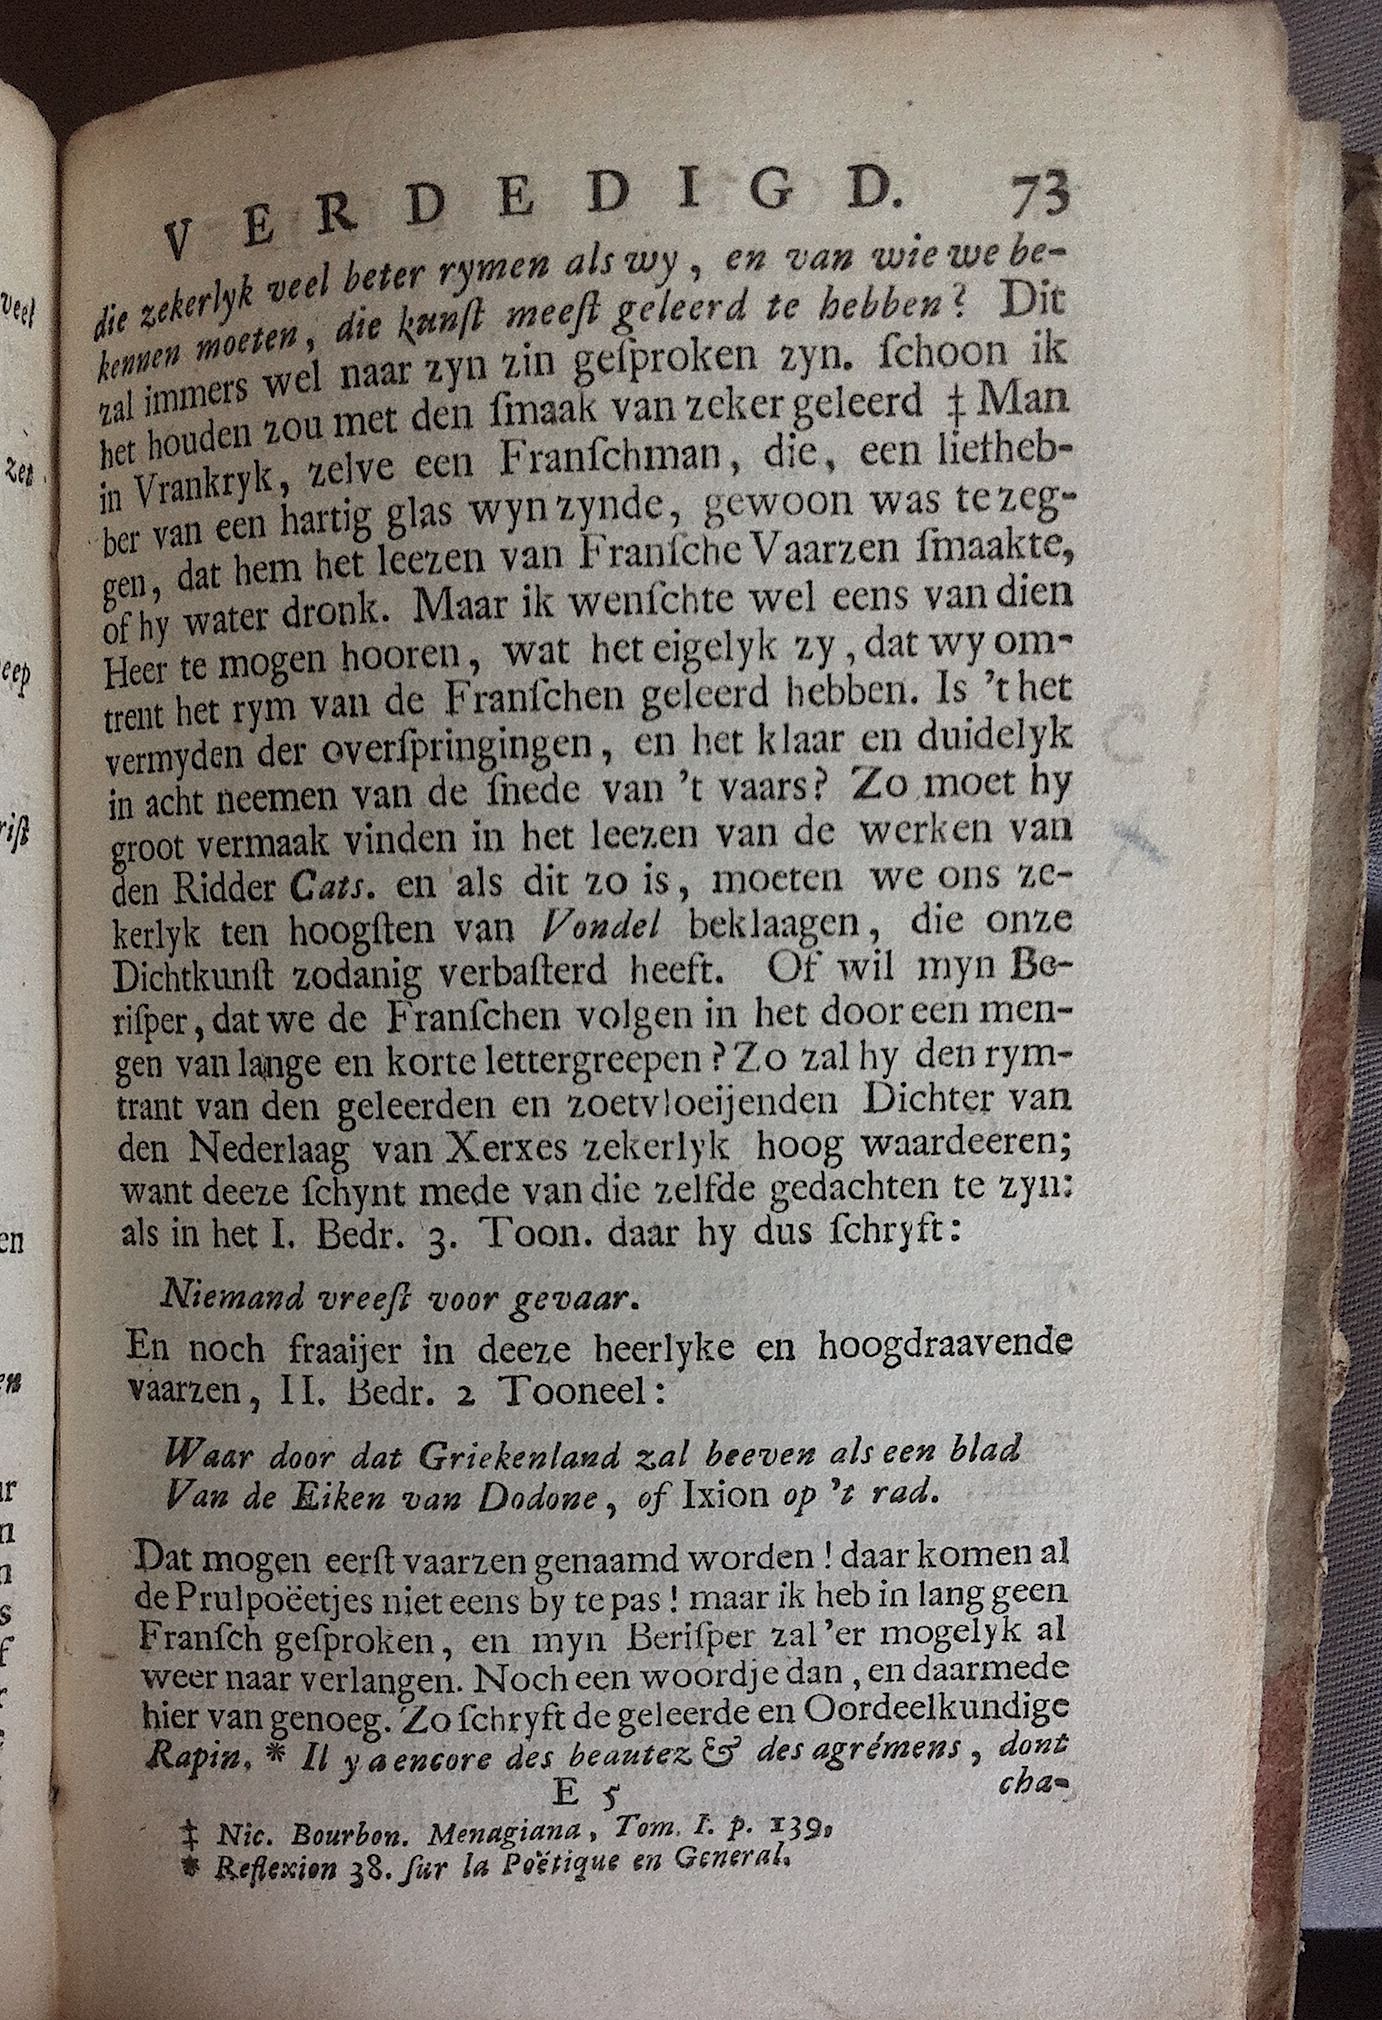 VERDEDIGD. 73
die zekerlyk veel beter rymen als wy, en van wie we be-
kennen moeten, die kunſt meeſt geleerd te hebben? Dit
zal immers wel naar zyn zin geſproken zyn. ſchoon ik
het houden zou met den ſmaak van zeker geleerd ‡ Man
in Vrankryk, zelve een Franſchman, die, een liefheb-
ber van een hartig glas wyn zynde, gewoon was te zeg-
gen, dat hem het leezen van Franſche Vaarzen ſmaakte,
of hy water dronk. Maar ik wenſchte wel eens van dien
Heer te mogen hooren, wat het eigelyk zy, dat wy om-
trent het rym van de Franſchen geleerd hebben. Is 't het
vermyden der overſpringingen, en het klaar en duidelyk
in acht neemen van de ſnede van 't vaars? Zo moet hy
groot vermaak vinden in het leezen van de werken van
den Ridder Cats. en als dit zo is, moeten we ons ze-
kerlyk ten hoogſten van Vondel beklaagen, die onze
Dichtkunſt zodanig verbaſterd heeft. Of wil myn Be-
riſper, dat we de Franſchen volgen in het door een men-
gen van lange en korte lettergreepen? Zo zal hy den rym-
trant van den geleerden en zoetvloeijenden Dichter van
den Nederlaag van Xerxes zekerlyk hoog waardeeren;
want deeze ſchynt mede van die zelfde gedachten te zyn:
als in het I. Bedr. 3. Toon. daar hy dus ſchryft:
Niemand vreeſt voor gevaar.
En noch fraaijer in deeze heerlyke en hoogdraavende
vaarzen, II. Bedr. 2 Tooneel:
Waar door dat Griekenland zal beeven als een blad
Van de Eiken van Dodone, of Ixion op 't rad.
Dat mogen eerſt vaarzen genaamd worden! daar komen al
de Prulpoëetjes niet eens by te pas! maar ik heb in lang geen
Franſch geſproken, en myn Beriſper zal 'er mogelyk al
weer naar verlangen. Noch een woordje dan, en daarmede
hier van genoeg. Zo ſchryft de geleerde en Oordeelkundige
Rapin. * Il y a encore des beautez & des agrémens, dont
E 5 cha-
‡ Nic. Bourbon. Menagiana, Tom. I. p. 139.
* Reflexion 38. ſur la Poëtique en General.